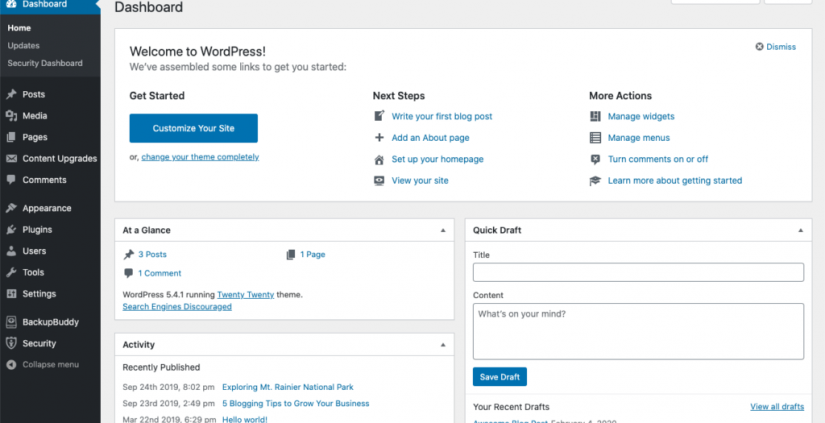 Dashboard
Home
Updates
Security Dashboard
Posts
Media
Pages
Content Upgrades
Comments
Appearance
Plugins
Users
Tools
Settings
BackupBuddy
Security
Collapse menu
Dashboard
Welcome to WordPress!
Dismiss
We've assembled some links to get you started:
Get Started
Customize Your Site
or, change your theme completely
Next Steps
Write your first blog post
Add an About page
Set up your homepage
View your site
More Actions
Manage widgets
Manage menus
Turn comments on or off
Learn more about getting started
At a Glance
3 Posts
1 Page
1 Comment
WordPress 5.4.1 running Twenty Twenty theme.
Search Engines Discouraged
Activity
Recently Published
Sep 24th 2019, 8:02 pm Exploring Mt. Rainier National Park
Sep 23rd 2019, 2:49 pm 5 Blogging Tips to Grow Your Business
Mar 22nd 2019, 6:29 pm Hello world!
Quick Draft
Title
Content
What's on your mind?
Save Draft
Your Recent Drafts
View all drafts
Awesome Blog Post February 4, 2020